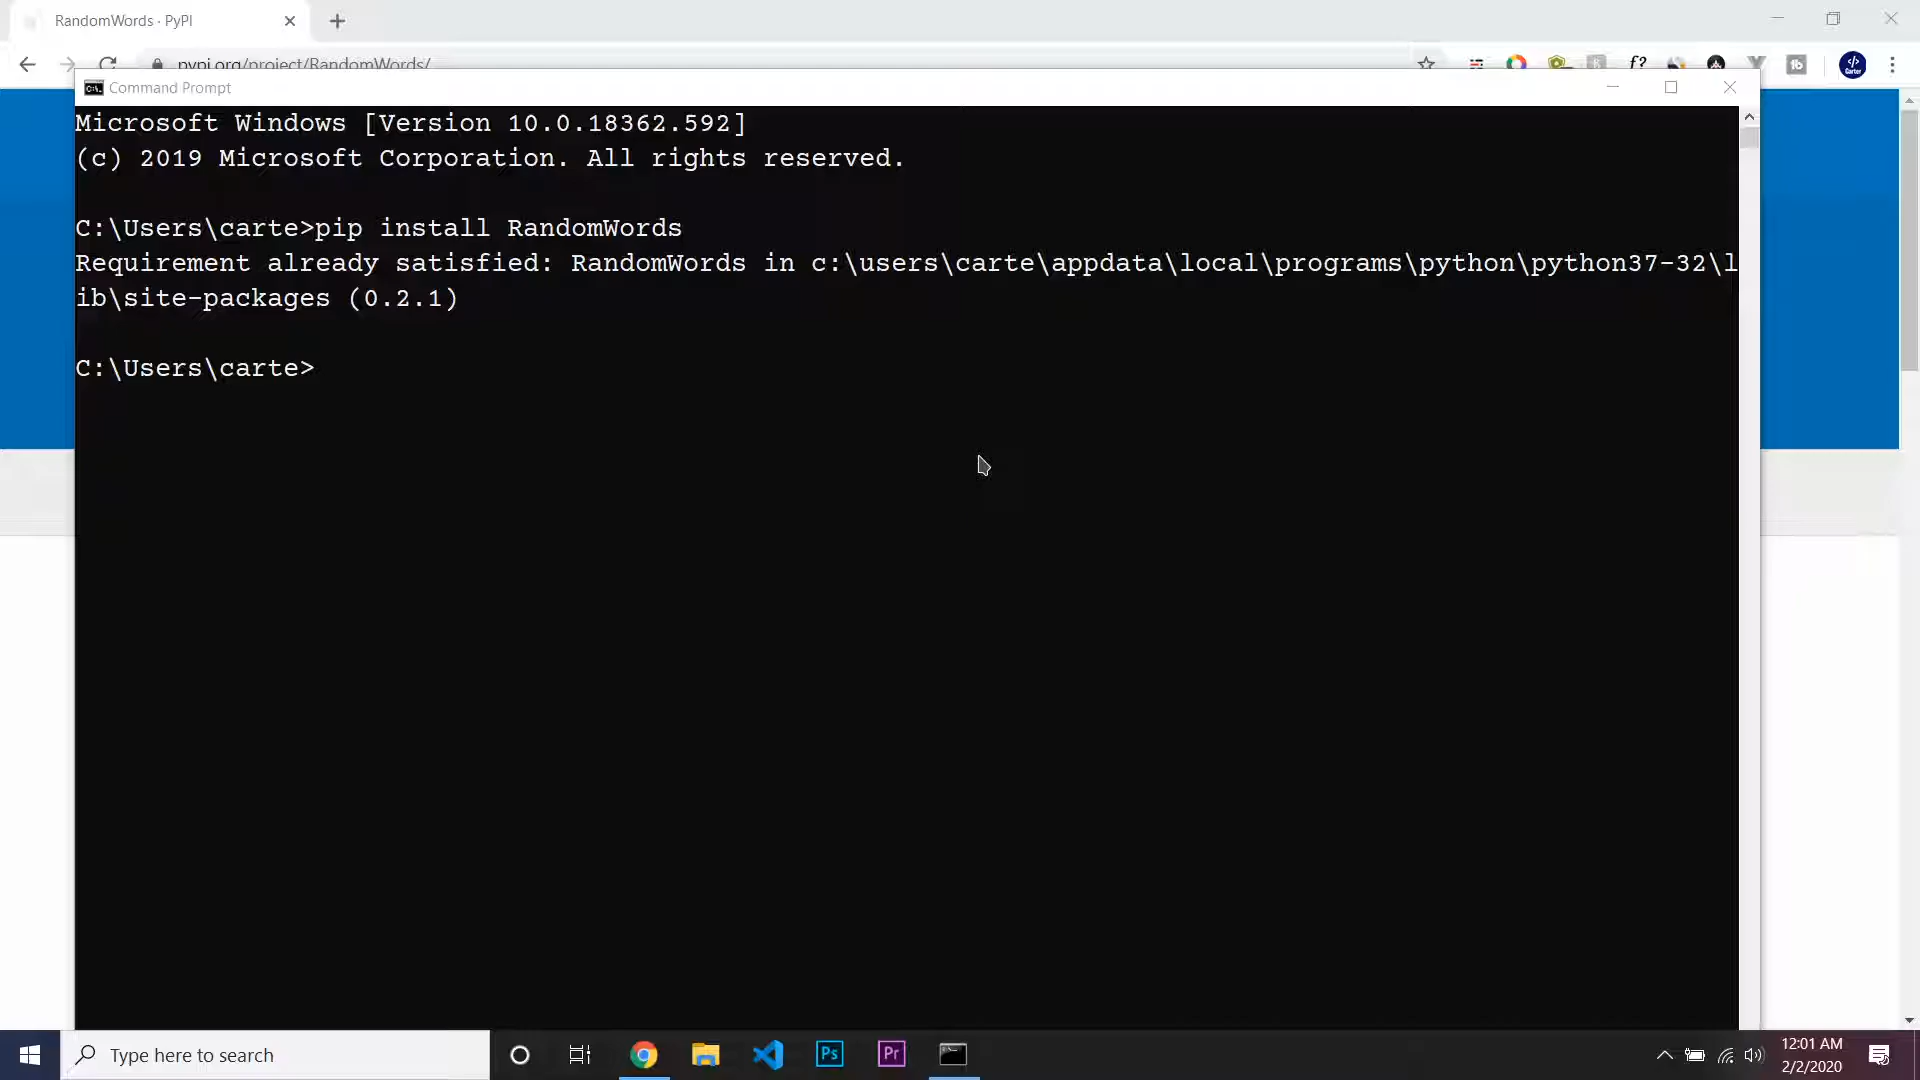 RandomWords · PyPI
pypi.org/project/RandomWords/
f?
Command Prompt
Microsoft Windows [Version 10.0.18362.592]
(c) 2019 Microsoft Corporation. All rights reserved.
C:\Users\carte>pip install RandomWords
Requirement already satisfied: RandomWords in c:\users\carte\appdata\local\programs\python\python37-32\l
ib\site-packages (0.2.1)
C:\Users\carte>
Type here to search
Ps
Pr
12:01 AM
2/2/2020